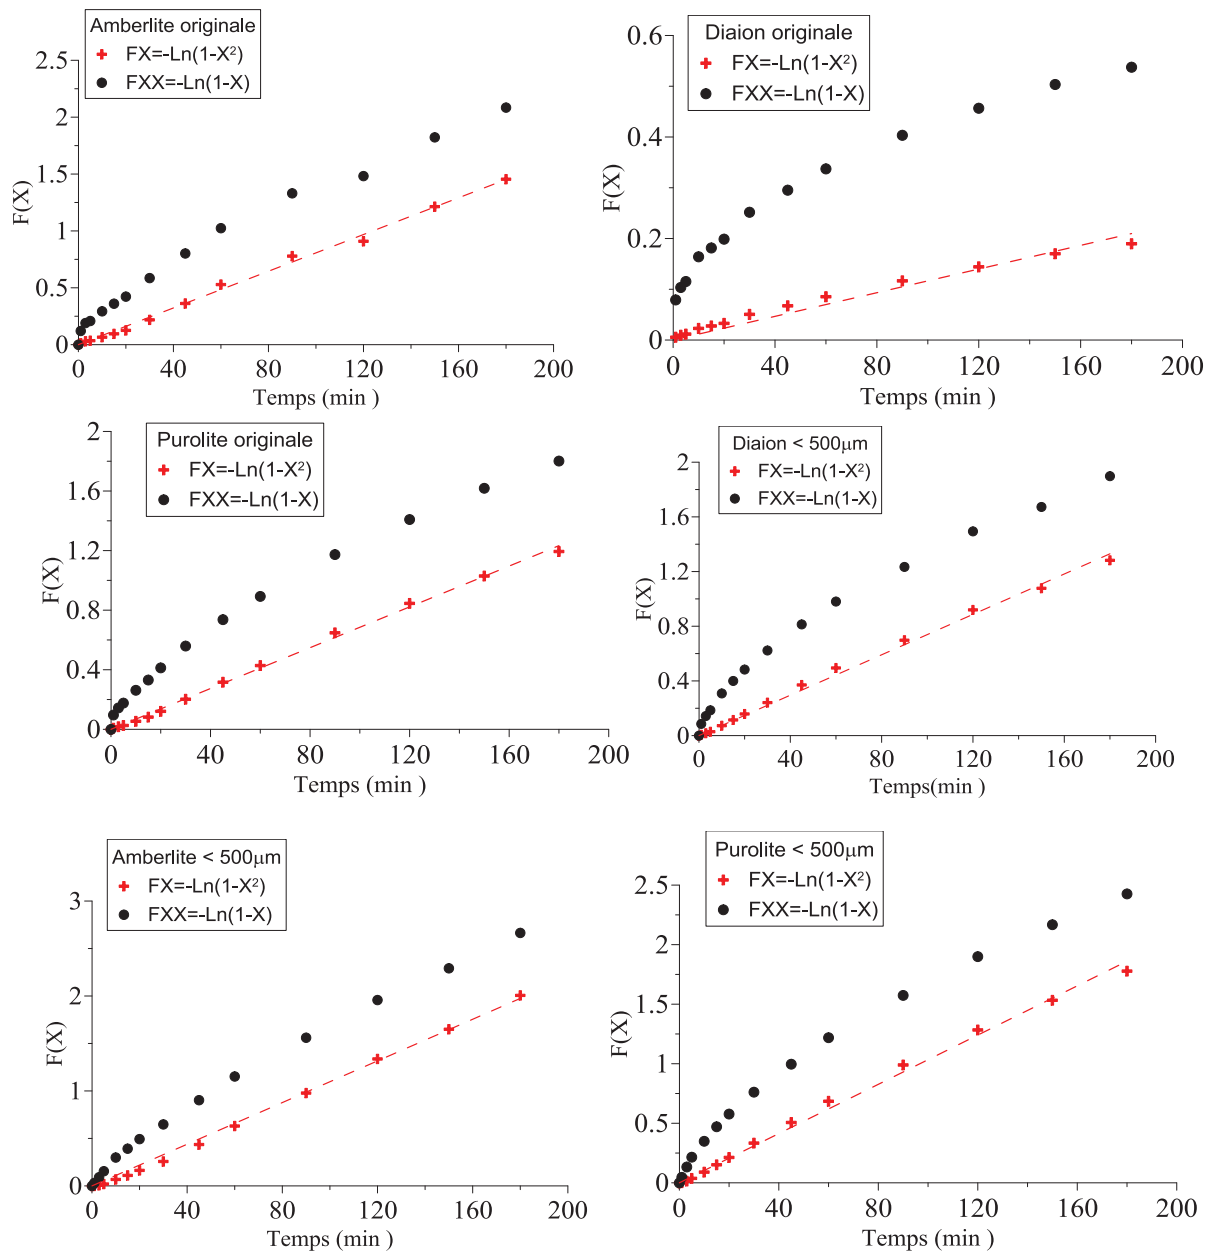 Amberlite originale
FX=-Ln(1-X²)
FXX=-Ln(1-X)
2.5
2
1.5
1
0.5
0
F(X)
0 40 80 120 160 200
Temps (min )
Diaion originale
FX=-Ln(1-X²)
FXX=-Ln(1-X)
0.6
0.4
0.2
0
F(X)
0 40 80 120 160 200
Temps (min )
Purolite originale
FX=-Ln(1-X²)
FXX=-Ln(1-X)
2
1.6
1.2
0.8
0.4
0
F(X)
0 40 80 120 160 200
Temps (min )
Diaion < 500µm
FX=-Ln(1-X²)
FXX=-Ln(1-X)
2
1.6
1.2
0.8
0.4
0
F(X)
0 40 80 120 160 200
Temps(min )
Amberlite < 500µm
FX=-Ln(1-X²)
FXX=-Ln(1-X)
3
2
1
0
F(X)
0 40 80 120 160 200
Temps (min )
Purolite < 500µm
FX=-Ln(1-X²)
FXX=-Ln(1-X)
2.5
2
1.5
1
0.5
0
F(X)
0 40 80 120 160 200
Temps (min )